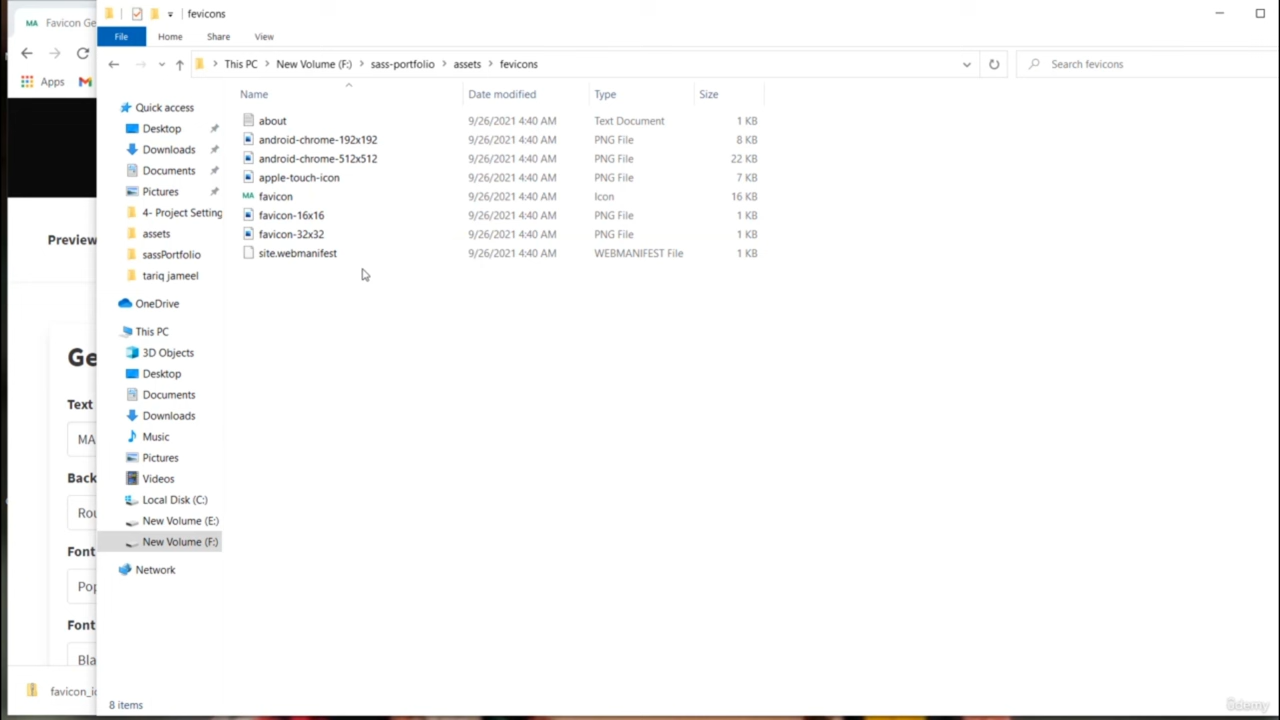 MA Favicon Ge
fevicons
File Home Share View
This PC New Volume (F:) sass-portfolio assets fevicons
Search fevicons
Apps
Name Date modified Type Size
Quick access
Desktop
Downloads
Documents
Pictures
4- Project Setting
assets
sassPortfolio
tariq jameel
OneDrive
This PC
3D Objects
Desktop
Documents
Downloads
Music
Pictures
Videos
Local Disk (C:)
New Volume (E:)
New Volume (F:)
Network
about 9/26/2021 4:40 AM Text Document 1 KB
android-chrome-192x192 9/26/2021 4:40 AM PNG File 8 KB
android-chrome-512x512 9/26/2021 4:40 AM PNG File 22 KB
apple-touch-icon 9/26/2021 4:40 AM PNG File 7 KB
MA favicon 9/26/2021 4:40 AM Icon 16 KB
favicon-16x16 9/26/2021 4:40 AM PNG File 1 KB
favicon-32x32 9/26/2021 4:40 AM PNG File 1 KB
site.webmanifest 9/26/2021 4:40 AM WEBMANIFEST File 1 KB
Preview
Ge
Text
MA
Back
Rou
Font
Pop
Font
Bla
favicon_ic
8 items
ûdemy